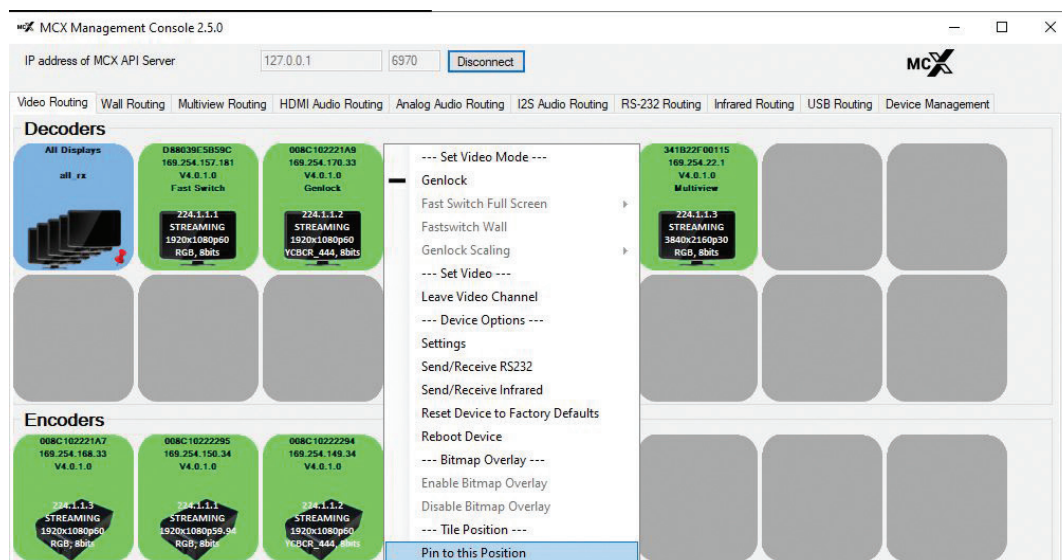 MCX MCX Management Console 2.5.0
IP address of MCX API Server 127.0.0.1 6970 Disconnect
MCX
Video Routing Wall Routing Multiview Routing HDMI Audio Routing Analog Audio Routing I2S Audio Routing RS-232 Routing Infrared Routing USB Routing Device Management
Decoders
All Displays
all_rx
D88039E5B59C
169.254.157.181
V4.0.1.0
Fast Switch
224.1.1.1
STREAMING
1920x1080p60
RGB, 8bits
008C102221A9
169.254.170.33
V4.0.1.0
Genlock
224.1.1.2
STREAMING
1920x1080p60
YCBCR_444, 8bits
--- Set Video Mode ---
Genlock
Fast Switch Full Screen
Fastswitch Wall
Genlock Scaling
--- Set Video ---
Leave Video Channel
--- Device Options ---
Settings
Send/Receive RS232
Send/Receive Infrared
Reset Device to Factory Defaults
Reboot Device
--- Bitmap Overlay ---
Enable Bitmap Overlay
Disable Bitmap Overlay
--- Tile Position ---
Pin to this Position
341B22F00115
169.254.22.1
V4.0.1.0
Multiview
224.1.1.3
STREAMING
3840x2160p30
RGB, 8bits
Encoders
008C102221A7
169.254.168.33
V4.0.1.0
224.1.1.3
STREAMING
1920x1080p60
RGB, 8bits
008C10222295
169.254.150.34
V4.0.1.0
224.1.1.1
STREAMING
1920x1080p59.94
RGB, 8bits
008C10222294
169.254.149.34
V4.0.1.0
224.1.1.2
STREAMING
1920x1080p60
YCBCR_444, 8bits